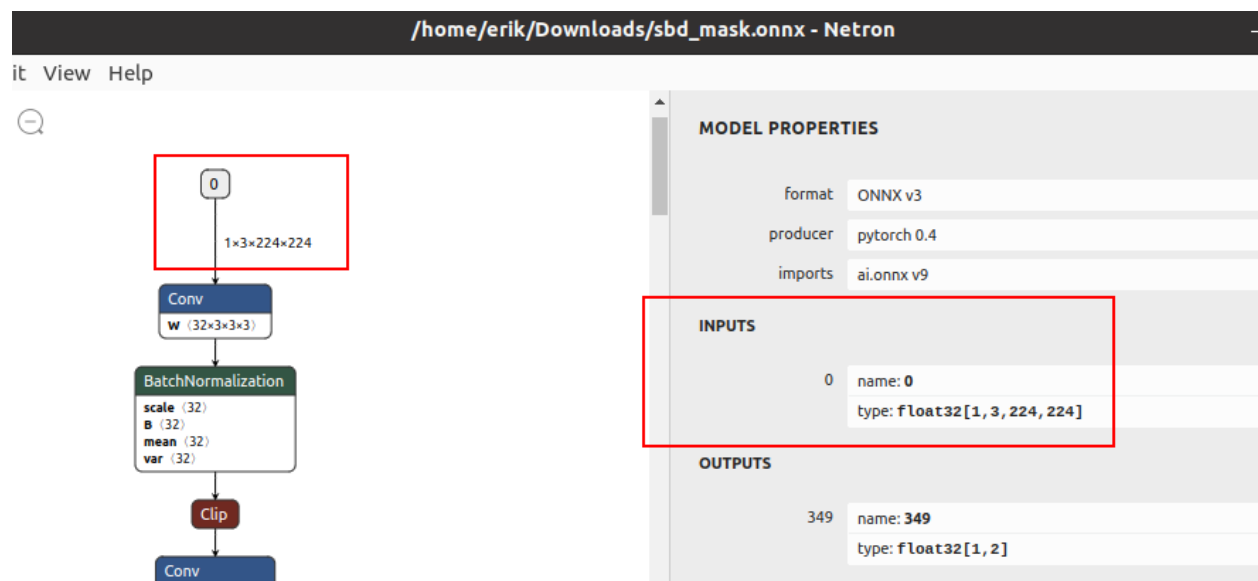 /home/erik/Downloads/sbd_mask.onnx - Netron
it View Help
0
1×3×224×224
Conv
W ⟨32×3×3×3⟩
BatchNormalization
scale ⟨32⟩
B ⟨32⟩
mean ⟨32⟩
var ⟨32⟩
Clip
Conv
MODEL PROPERTIES
format ONNX v3
producer pytorch 0.4
imports ai.onnx v9
INPUTS
0 name: 0
type: float32[1,3,224,224]
OUTPUTS
349 name: 349
type: float32[1,2]